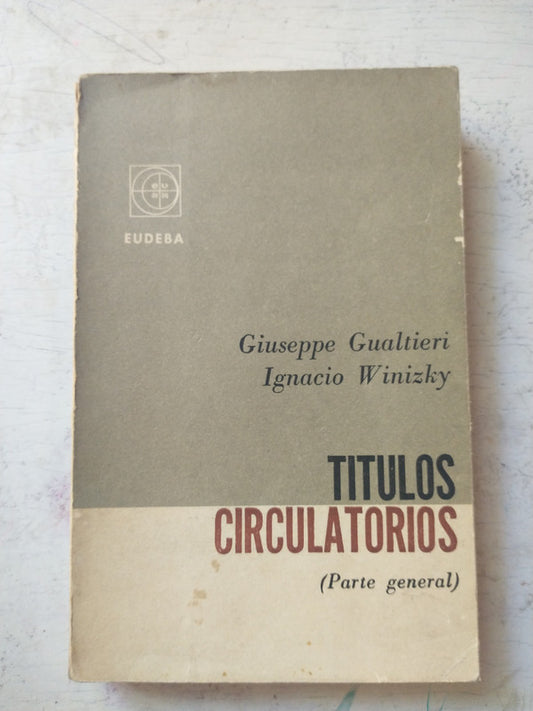 EUDEBA
Giuseppe Gualtieri
Ignacio Winizky
TITULOS
CIRCULATORIOS
(Parte general)